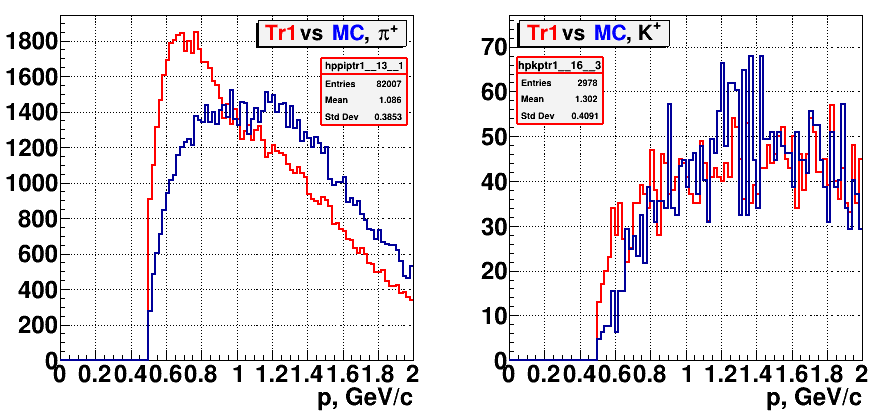 Tr1 vs MC, π+
hppiptr1__13__1
Entries 82007
Mean 1.086
Std Dev 0.3853
1800
1600
1400
1200
1000
800
600
400
200
0
0 0.2 0.4 0.6 0.8 1 1.2 1.4 1.6 1.8 2
p, GeV/c
Tr1 vs MC, K+
hpkptr1__16__3
Entries 2978
Mean 1.302
Std Dev 0.4091
70
60
50
40
30
20
10
0
0 0.2 0.4 0.6 0.8 1 1.2 1.4 1.6 1.8 2
p, GeV/c